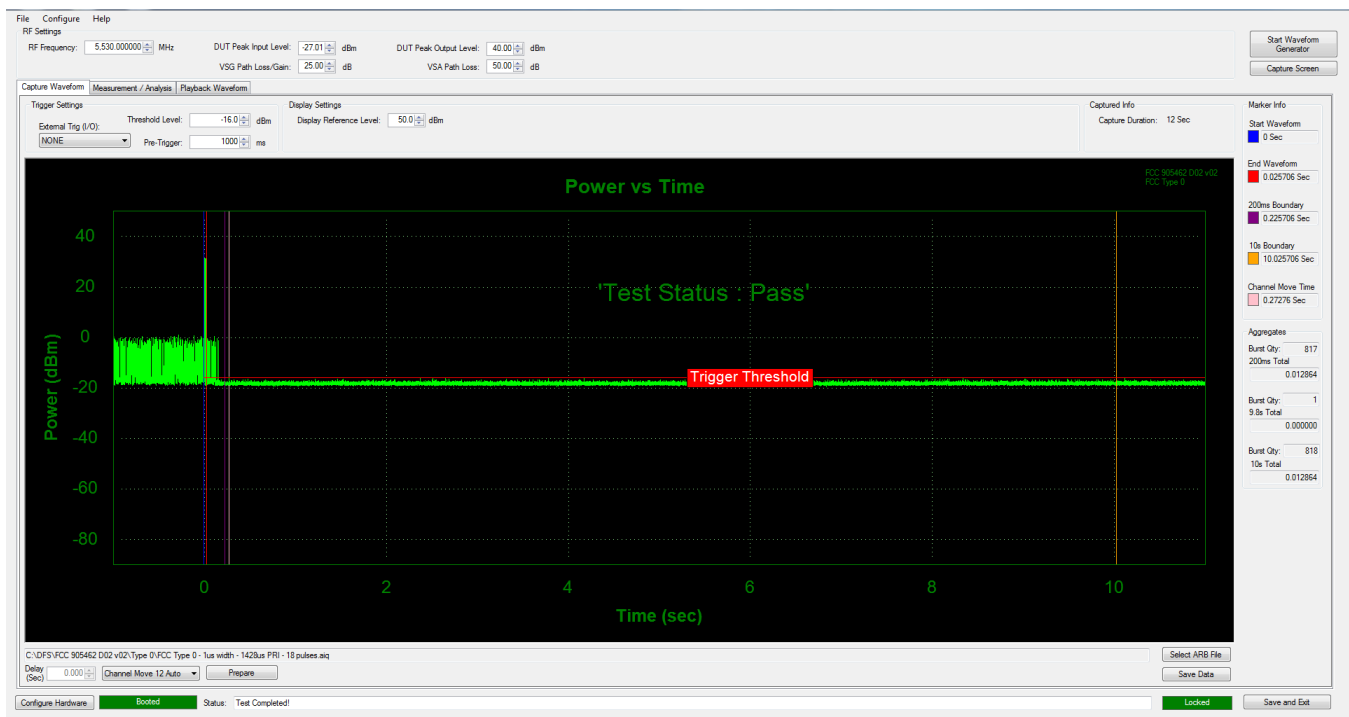 File Configure Help
RF Settings
RF Frequency: 5,530.000000 MHz DUT Peak Input Level: -27.01 dBm DUT Peak Output Level: 40.00 dBm
VSG Path Loss/Gain: 25.00 dB VSA Path Loss: 50.00 dB
Start Waveform
Generator
Capture Screen
Capture Waveform Measurement / Analysis Playback Waveform
Trigger Settings
Threshold Level: -16.0 dBm
External Trig (I/O):
NONE Pre-Trigger: 1000 ms
Display Settings
Display Reference Level: 50.0 dBm
Captured Info
Capture Duration: 12 Sec
Marker Info
Start Waveform
0 Sec
End Waveform
0.025706 Sec
200ms Boundary
0.225706 Sec
10s Boundary
10.025706 Sec
Channel Move Time
0.27276 Sec
Aggregates
Burst Qty: 817
200ms Total
0.012864
Burst Qty: 1
9.8s Total
0.000000
Burst Qty: 818
10s Total
0.012864
Power vs Time
FCC 905462 D02 v02
FCC Type 0
'Test Status : Pass'
Trigger Threshold
Power (dBm)
40
20
0
-20
-40
-60
-80
0 2 4 6 8 10
Time (sec)
C:\DFS\FCC 905462 D02 v02\Type 0\FCC Type 0 - 1us width - 1428us PRI - 18 pulses.aiq
Select ARB File
Delay
(Sec) 0.000 Channel Move 12 Auto Prepare
Save Data
Configure Hardware Booted Status: Test Completed! Locked Save and Exit